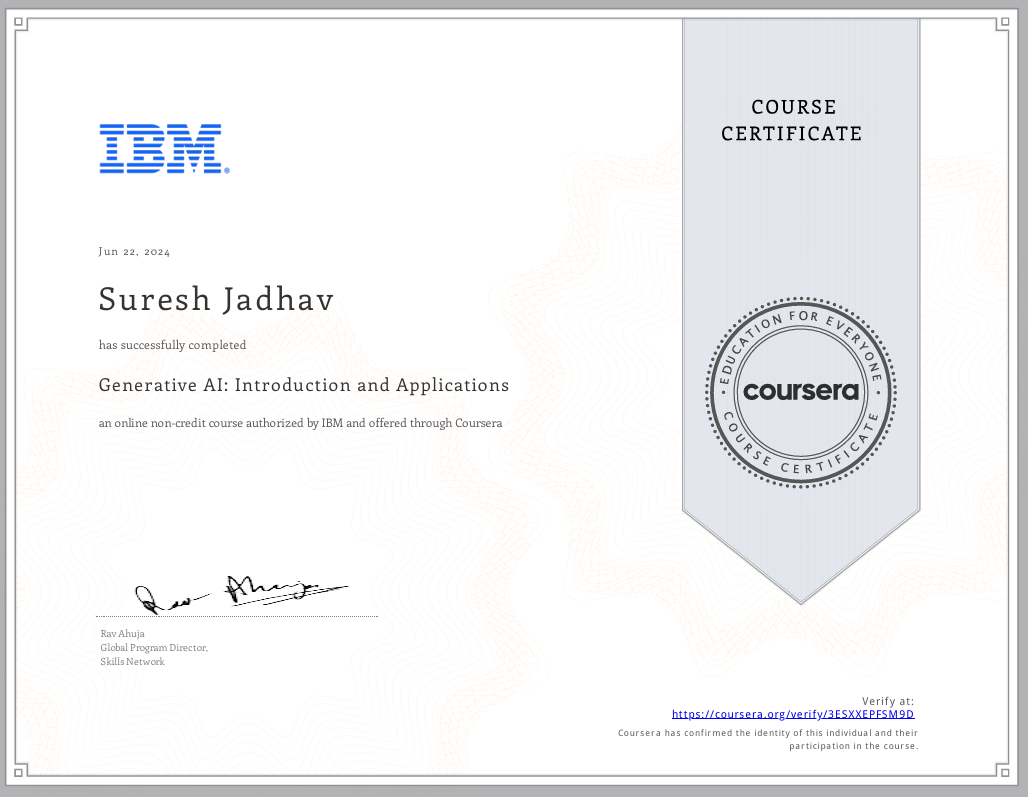 COURSE
CERTIFICATE
IBM®
Jun 22, 2024
Suresh Jadhav
has successfully completed
Generative AI: Introduction and Applications
an online non-credit course authorized by IBM and offered through Coursera
EDUCATION FOR EVERYONE
coursera
COURSE CERTIFICATE
Rav Ahuja
Rav Ahuja
Global Program Director,
Skills Network
Verify at:
https://coursera.org/verify/3ESXXEPFSM9D
Coursera has confirmed the identity of this individual and their
participation in the course.